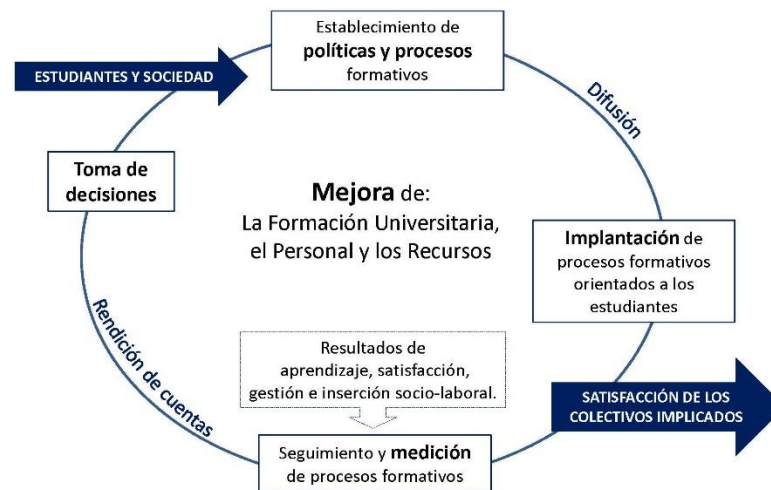 Establecimiento de
políticas y procesos
formativos
ESTUDIANTES Y SOCIEDAD
Difusión
Toma de
decisiones
Mejora de:
La Formación Universitaria,
el Personal y los Recursos
Implantación de
procesos formativos
orientados a los
estudiantes
Rendición de cuentas
Resultados de
aprendizaje, satisfacción,
gestión e inserción socio-laboral.
SATISFACCIÓN DE LOS
COLECTIVOS IMPLICADOS
Seguimiento y medición
de procesos formativos